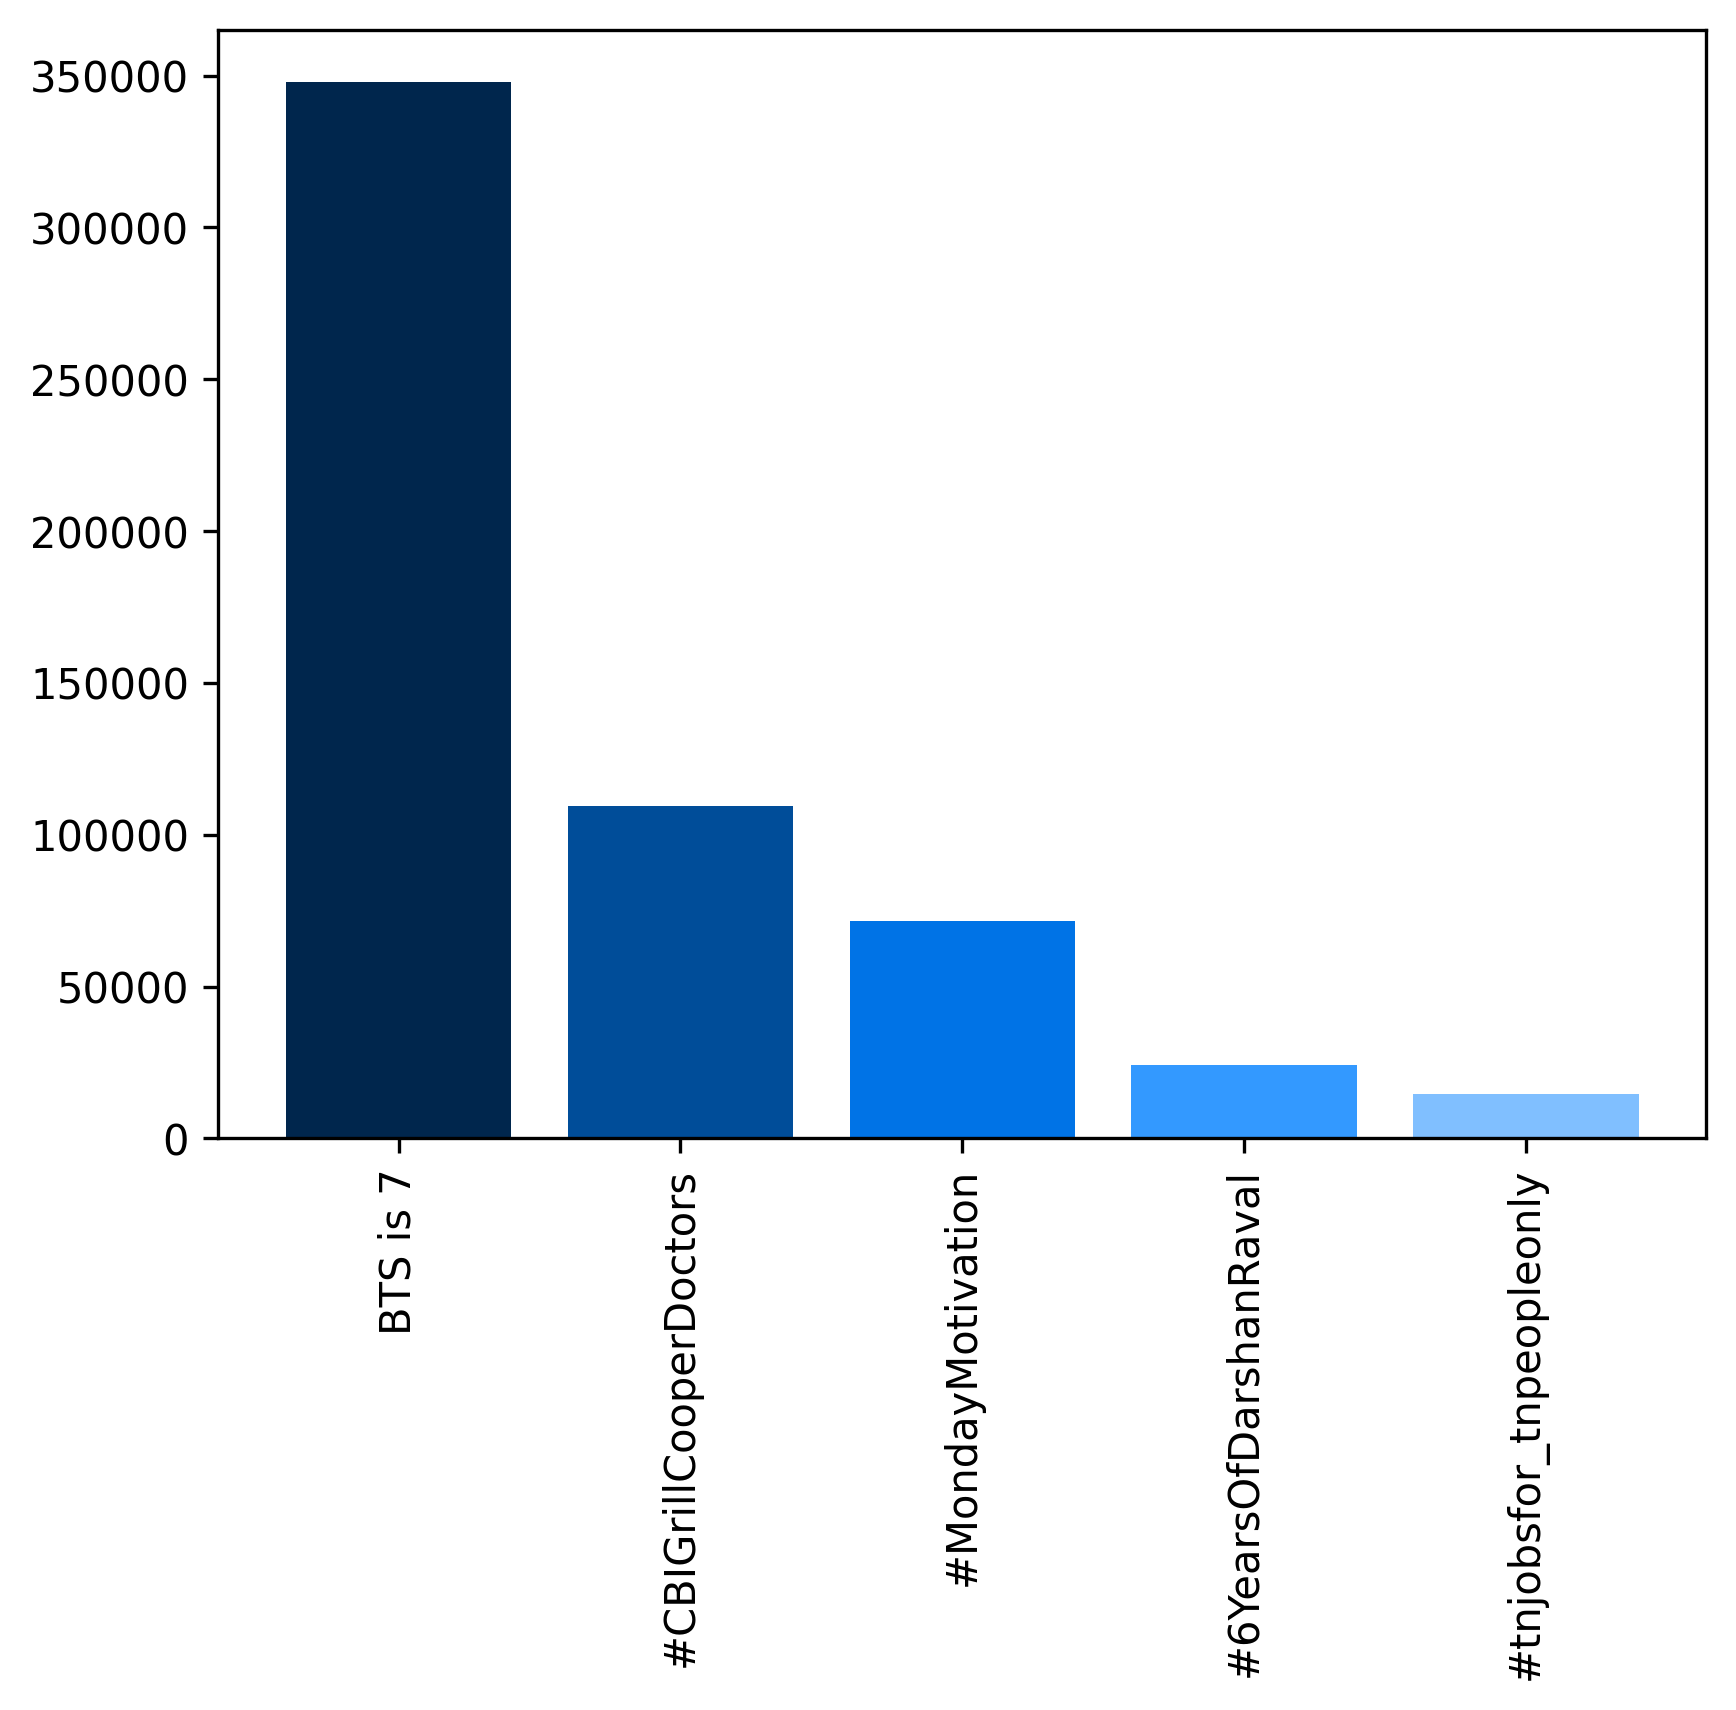 350000
300000
250000
200000
150000
100000
50000
0
BTS is 7
#CBIGrillCooperDoctors
#MondayMotivation
#6YearsOfDarshanRaval
#tnjobsfor_tnpeopleonly